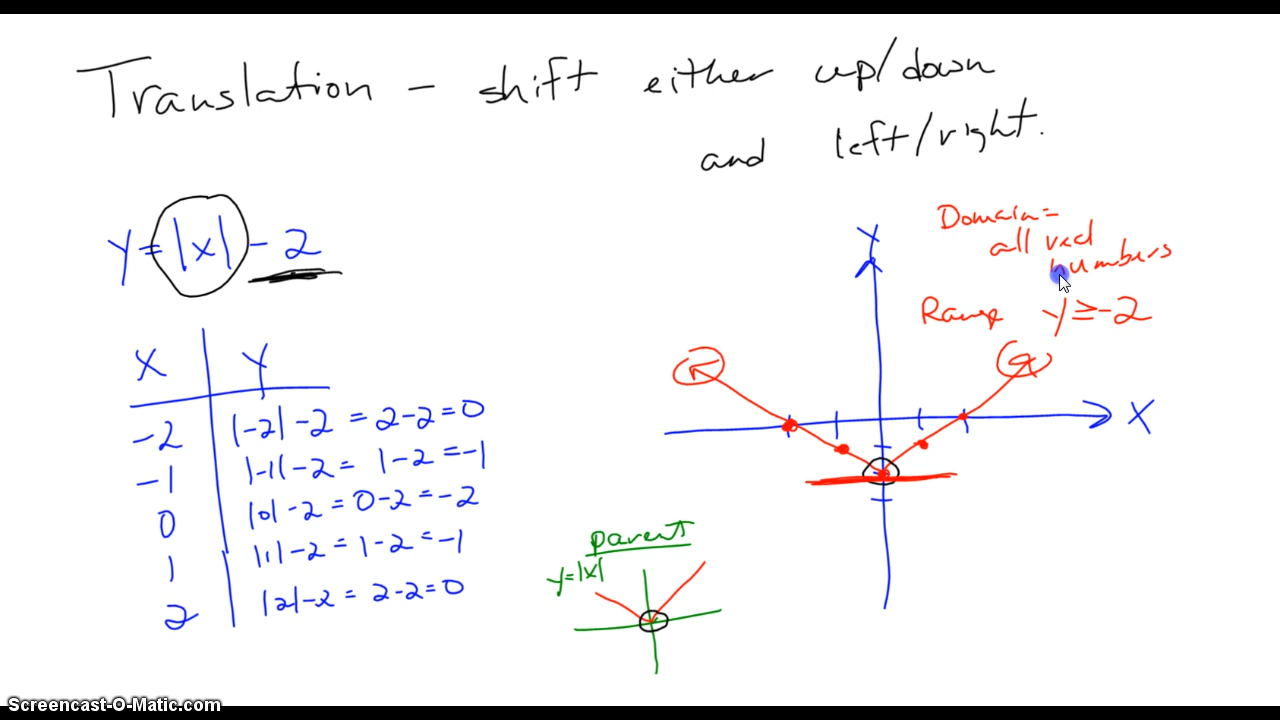 Translation – shift either up/down
and left/right.
y = |x| - 2
X Y
-2 |-2| - 2 = 2-2=0
-1 |-1| - 2 = 1-2 = -1
0 |0| - 2 = 0-2 = -2
1 |1| - 2 = 1-2 = -1
2 |2| - 2 = 2-2=0
parent
y=|x|
Y
X
Domain =
all real
numbers
Range y ≥ -2
Screencast-O-Matic.com